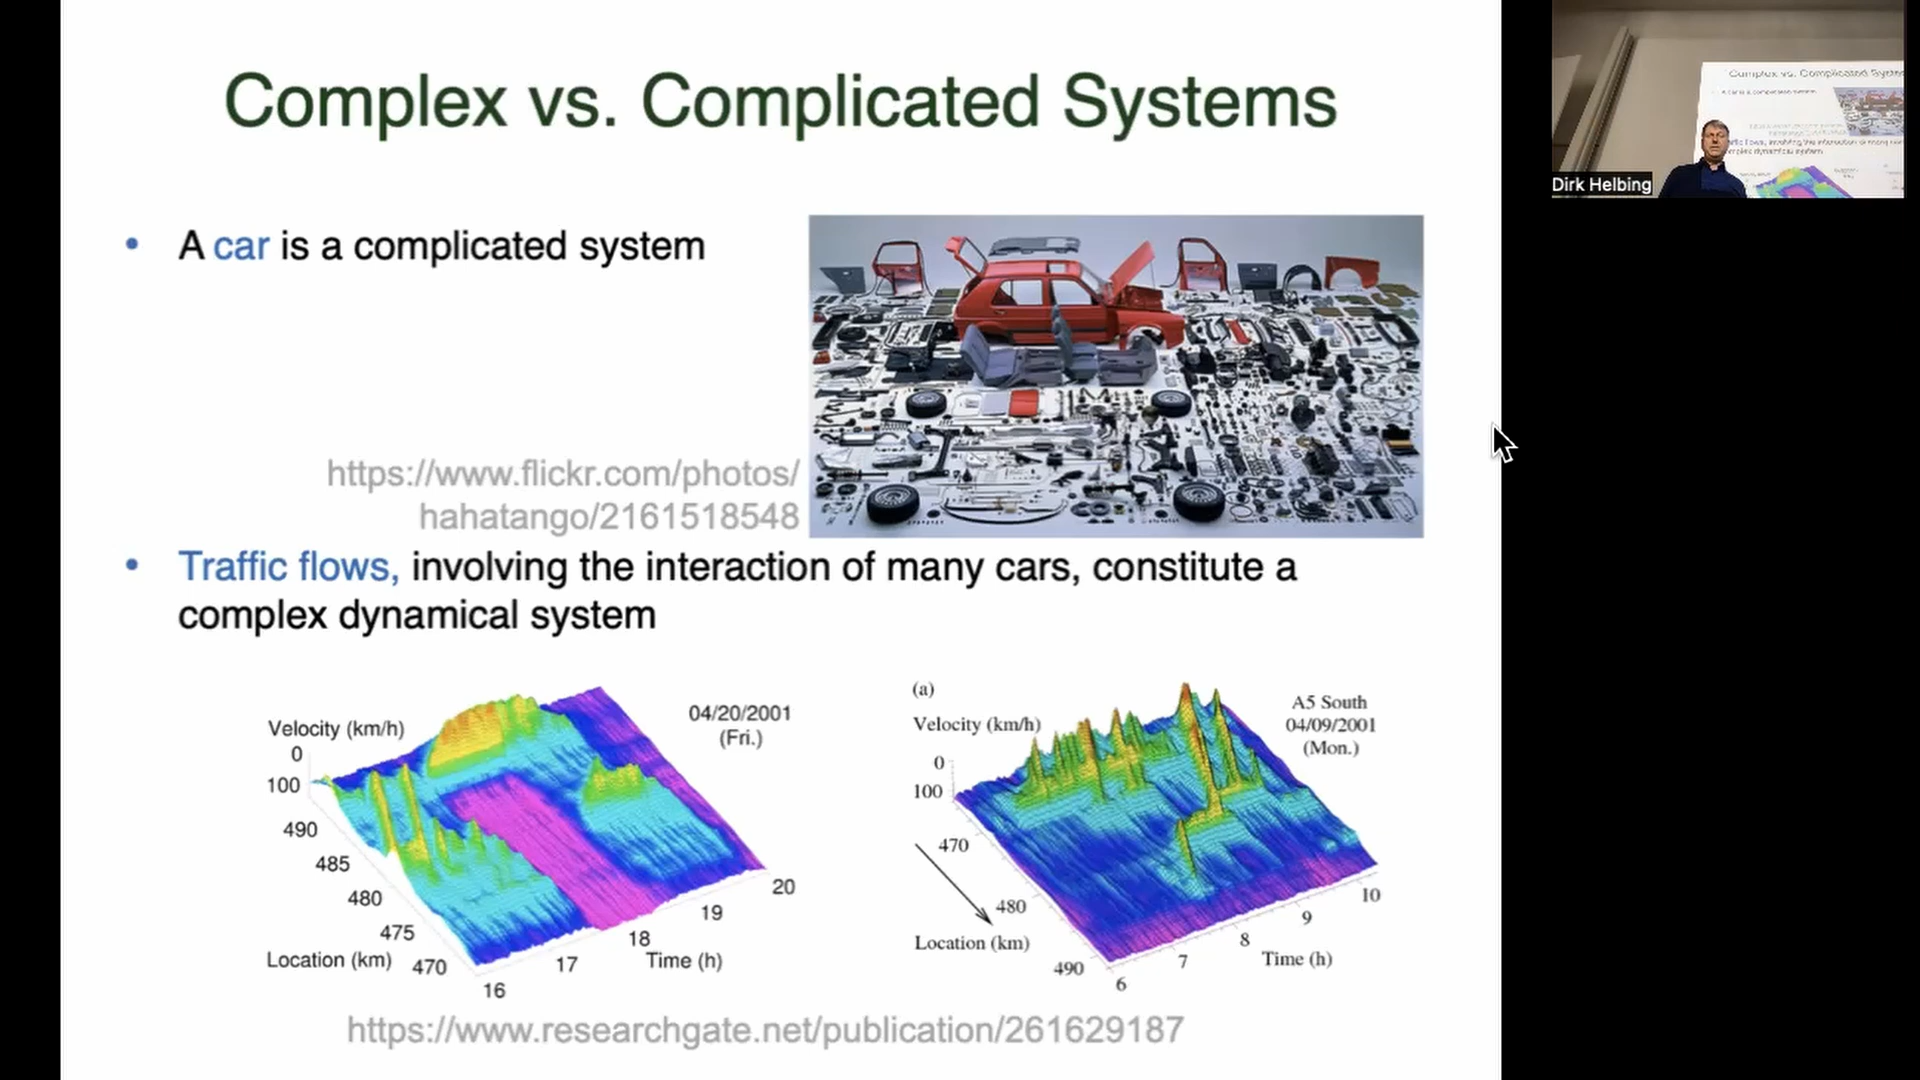 Complex vs. Complicated Systems
• A car is a complicated system
https://www.flickr.com/photos/
hahatango/2161518548
• Traffic flows, involving the interaction of many cars, constitute a
complex dynamical system
Velocity (km/h)
0
100
490
485
480
475
470
Location (km)
16
17
18
19
20
Time (h)
04/20/2001
(Fri.)
(a)
Velocity (km/h)
0
100
470
480
490
Location (km)
6
7
8
9
10
Time (h)
A5 South
04/09/2001
(Mon.)
https://www.researchgate.net/publication/261629187
Complex vs. Complicated Syste
Dirk Helbing